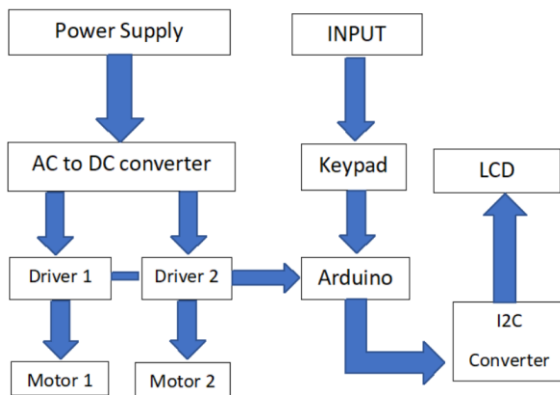 Power Supply
INPUT
AC to DC converter
Keypad
LCD
Driver 1
Driver 2
Arduino
I2C
Converter
Motor 1
Motor 2